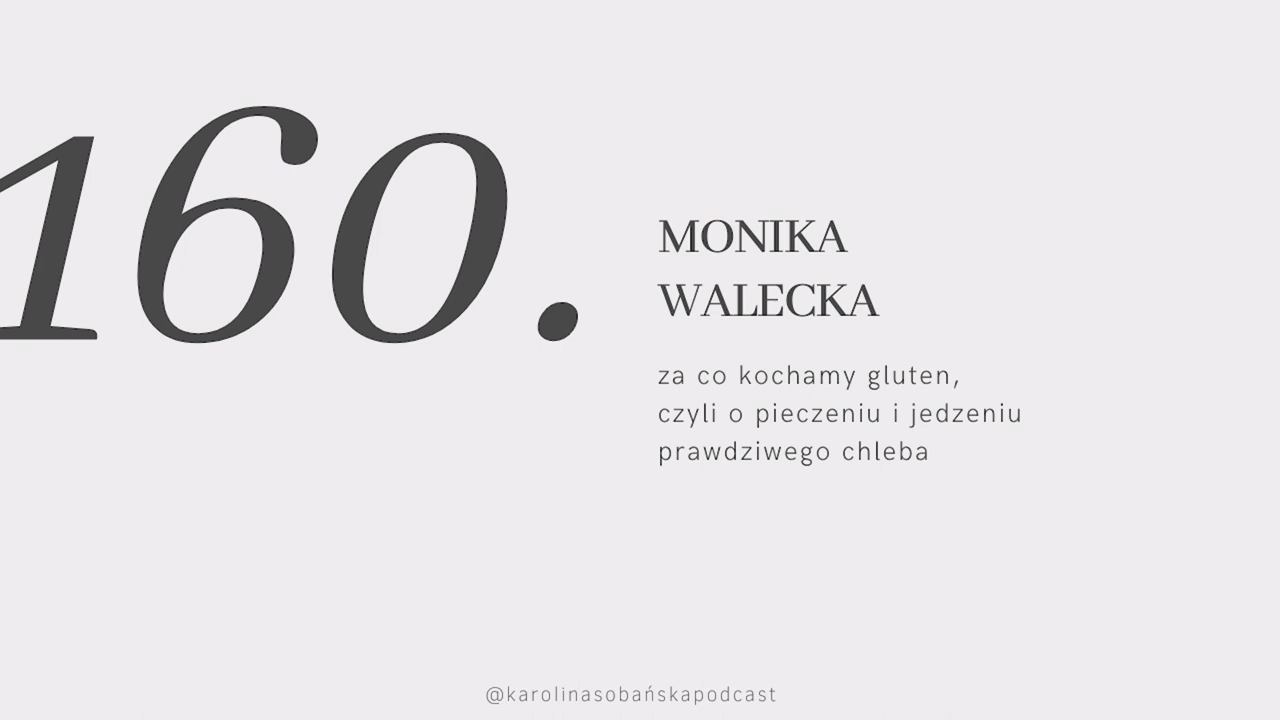 160.
MONIKA
WALECKA
za co kochamy gluten,
czyli o pieczeniu i jedzeniu
prawdziwego chleba
@karolinasobańskapodcast